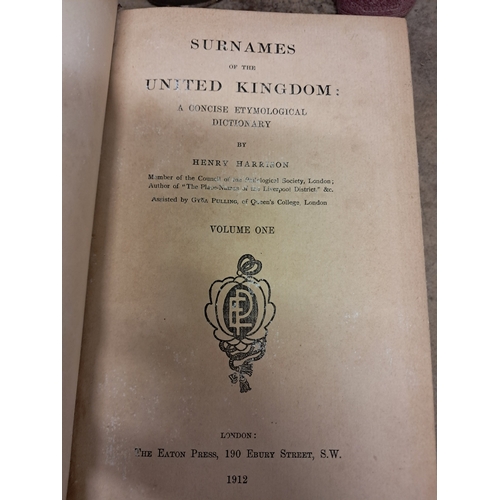 SURNAMES
OF THE
UNITED KINGDOM:
A CONCISE ETYMOLOGICAL
DICTIONARY
BY
HENRY HARRISON
Member of the Council of the Philological Society, London;
Author of "The Place-Names of the Liverpool District," &c.
Assisted by GYÐA PULLING, of Queen's College, London
VOLUME ONE
LONDON:
THE EATON PRESS, 190 EBURY STREET, S.W.
1912